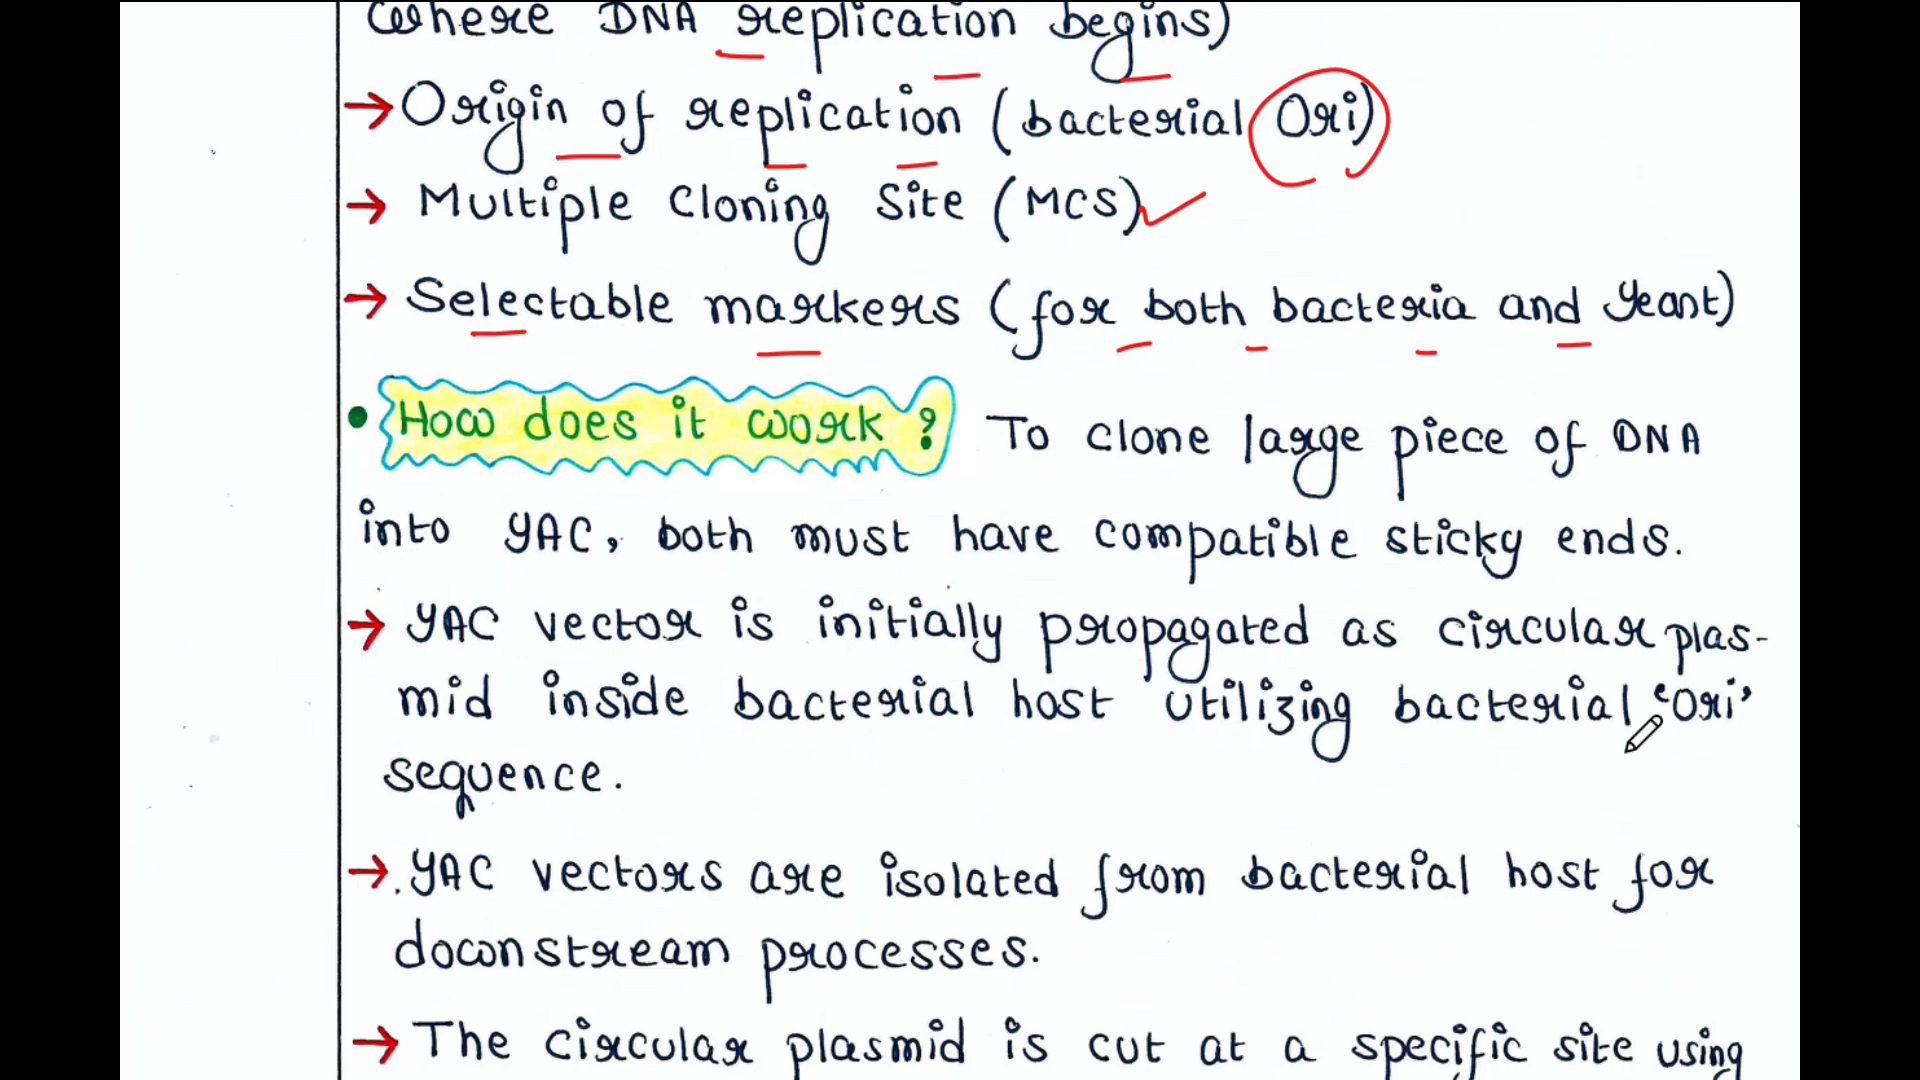 where DNA replication begins)
→ Origin of replication (bacterial Ori)
→ Multiple Cloning Site (MCS)
→ Selectable markers (for both bacteria and yeast)
• How does it work? To clone large piece of DNA
into YAC, both must have compatible sticky ends.
→ YAC vector is initially propagated as circular plas-
mid inside bacterial host utilizing bacterial 'Ori'
sequence.
→ YAC vectors are isolated from bacterial host for
downstream processes.
→ The circular plasmid is cut at a specific site using